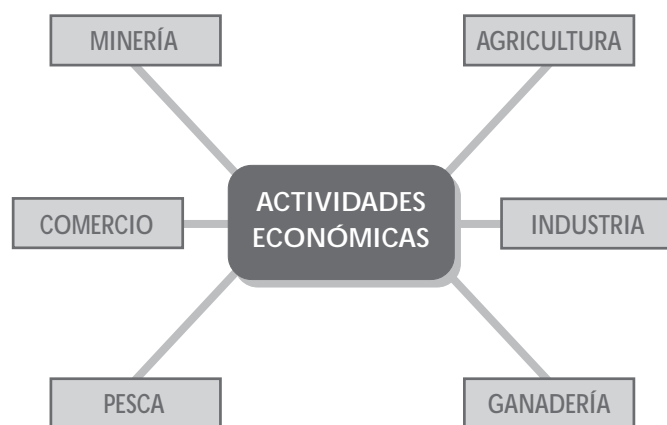 MINERÍA
AGRICULTURA
COMERCIO
ACTIVIDADES
ECONÓMICAS
INDUSTRIA
PESCA
GANADERÍA